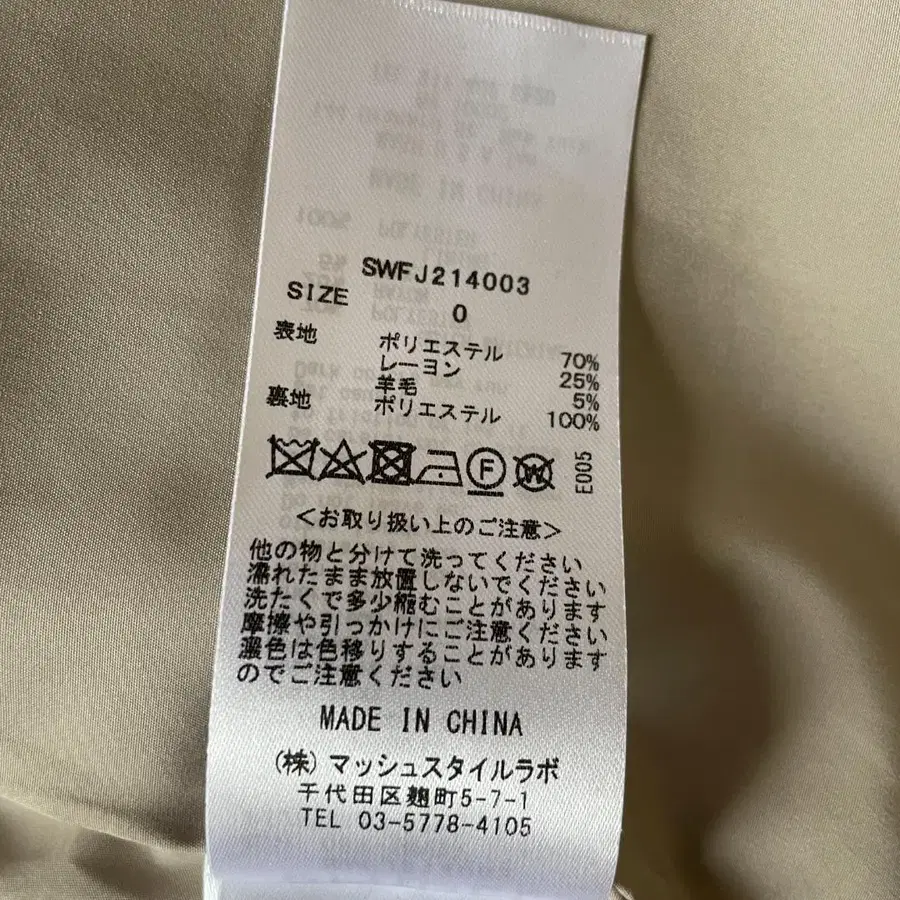 SWFJ214003
SIZE 0
表地 ポリエステル 70%
レーヨン 25%
羊毛 5%
裏地 ポリエステル 100%
F W E005
<お取り扱い上のご注意>
他の物と分けて洗ってください
濡れたまま放置しないでください
洗たくで多少縮むことがあります
摩擦や引っかけにご注意ください
濃色は色移りすることがあります
のでご注意ください
MADE IN CHINA
(株)マッシュスタイルラボ
千代田区麹町5-7-1
TEL 03-5778-4105